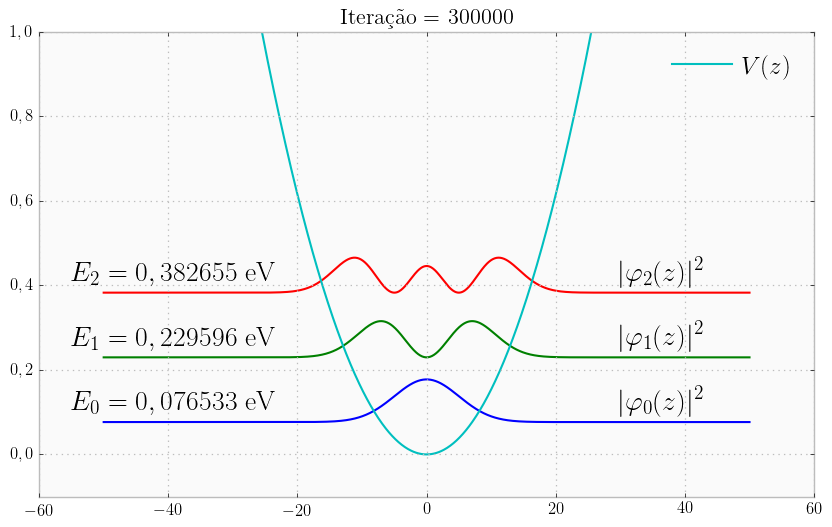 Iteração = 300000
1,0
V(z)
0,8
0,6
E₂ = 0,382655 eV
|φ₂(z)|²
0,4
E₁ = 0,229596 eV
|φ₁(z)|²
0,2
E₀ = 0,076533 eV
|φ₀(z)|²
0,0
−60 −40 −20 0 20 40 60